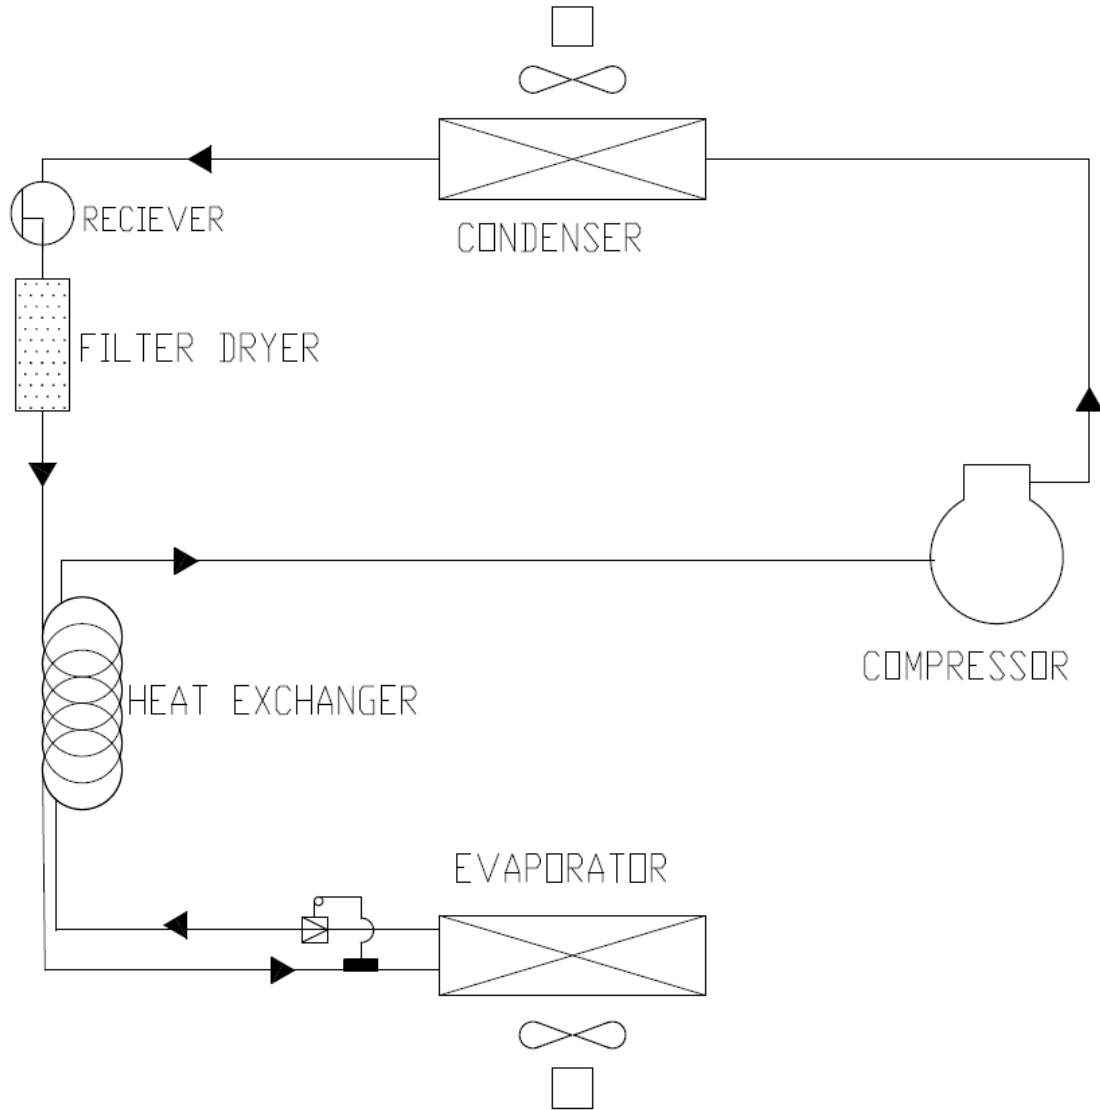 RECIEVER
CONDENSER
FILTER DRYER
COMPRESSOR
HEAT EXCHANGER
EVAPORATOR